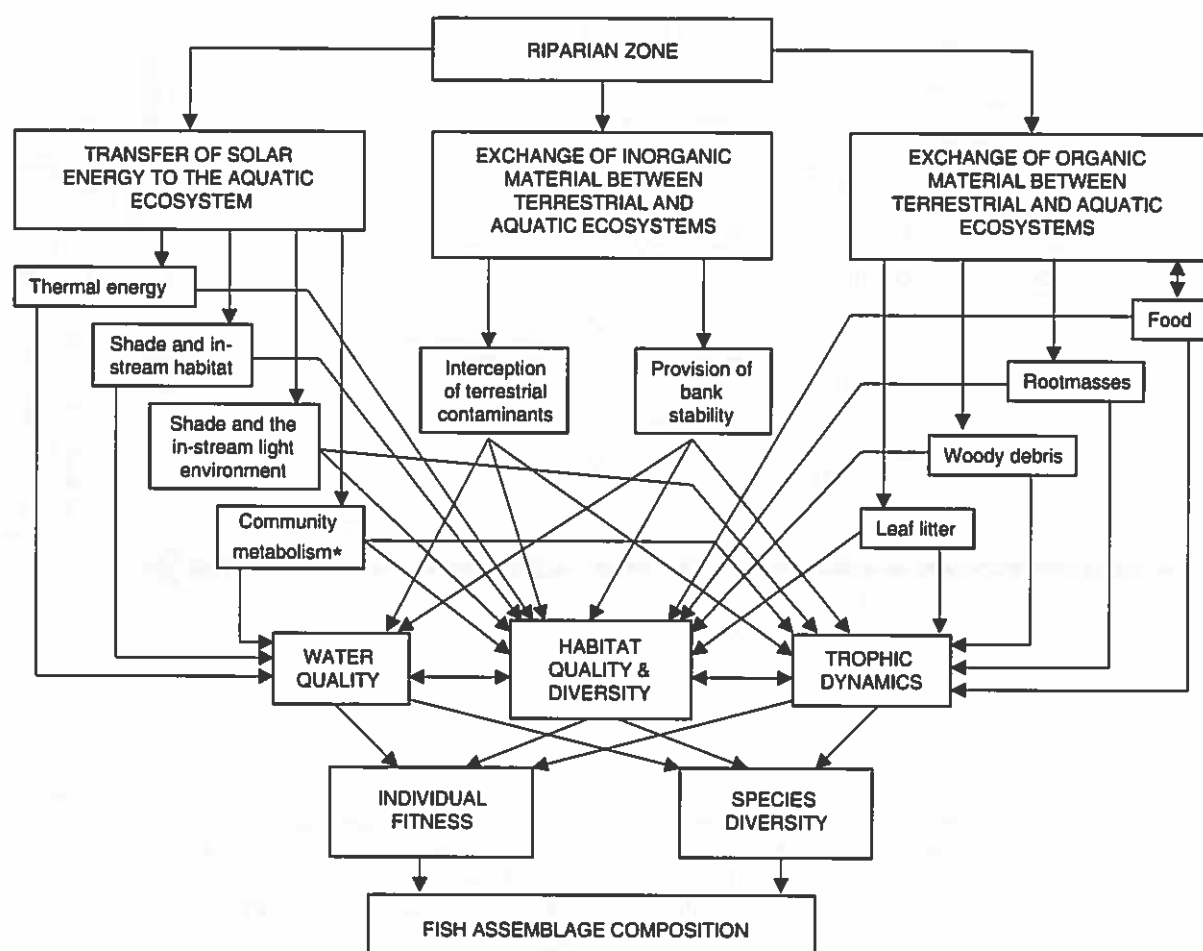 RIPARIAN ZONE
TRANSFER OF SOLAR
ENERGY TO THE AQUATIC
ECOSYSTEM
EXCHANGE OF INORGANIC
MATERIAL BETWEEN
TERRESTRIAL AND
AQUATIC ECOSYSTEMS
EXCHANGE OF ORGANIC
MATERIAL BETWEEN
TERRESTRIAL AND AQUATIC
ECOSYSTEMS
Thermal energy
Shade and in-
stream habitat
Shade and the
in-stream light
environment
Community
metabolism*
Interception
of terrestrial
contaminants
Provision of
bank
stability
Food
Rootmasses
Woody debris
Leaf litter
WATER
QUALITY
HABITAT
QUALITY &
DIVERSITY
TROPHIC
DYNAMICS
INDIVIDUAL
FITNESS
SPECIES
DIVERSITY
FISH ASSEMBLAGE COMPOSITION